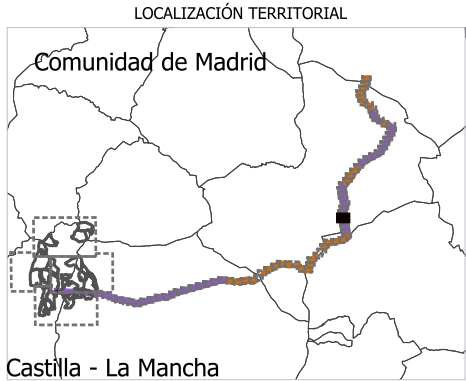 LOCALIZACIÓN TERRITORIAL
Comunidad de Madrid
Castilla - La Mancha